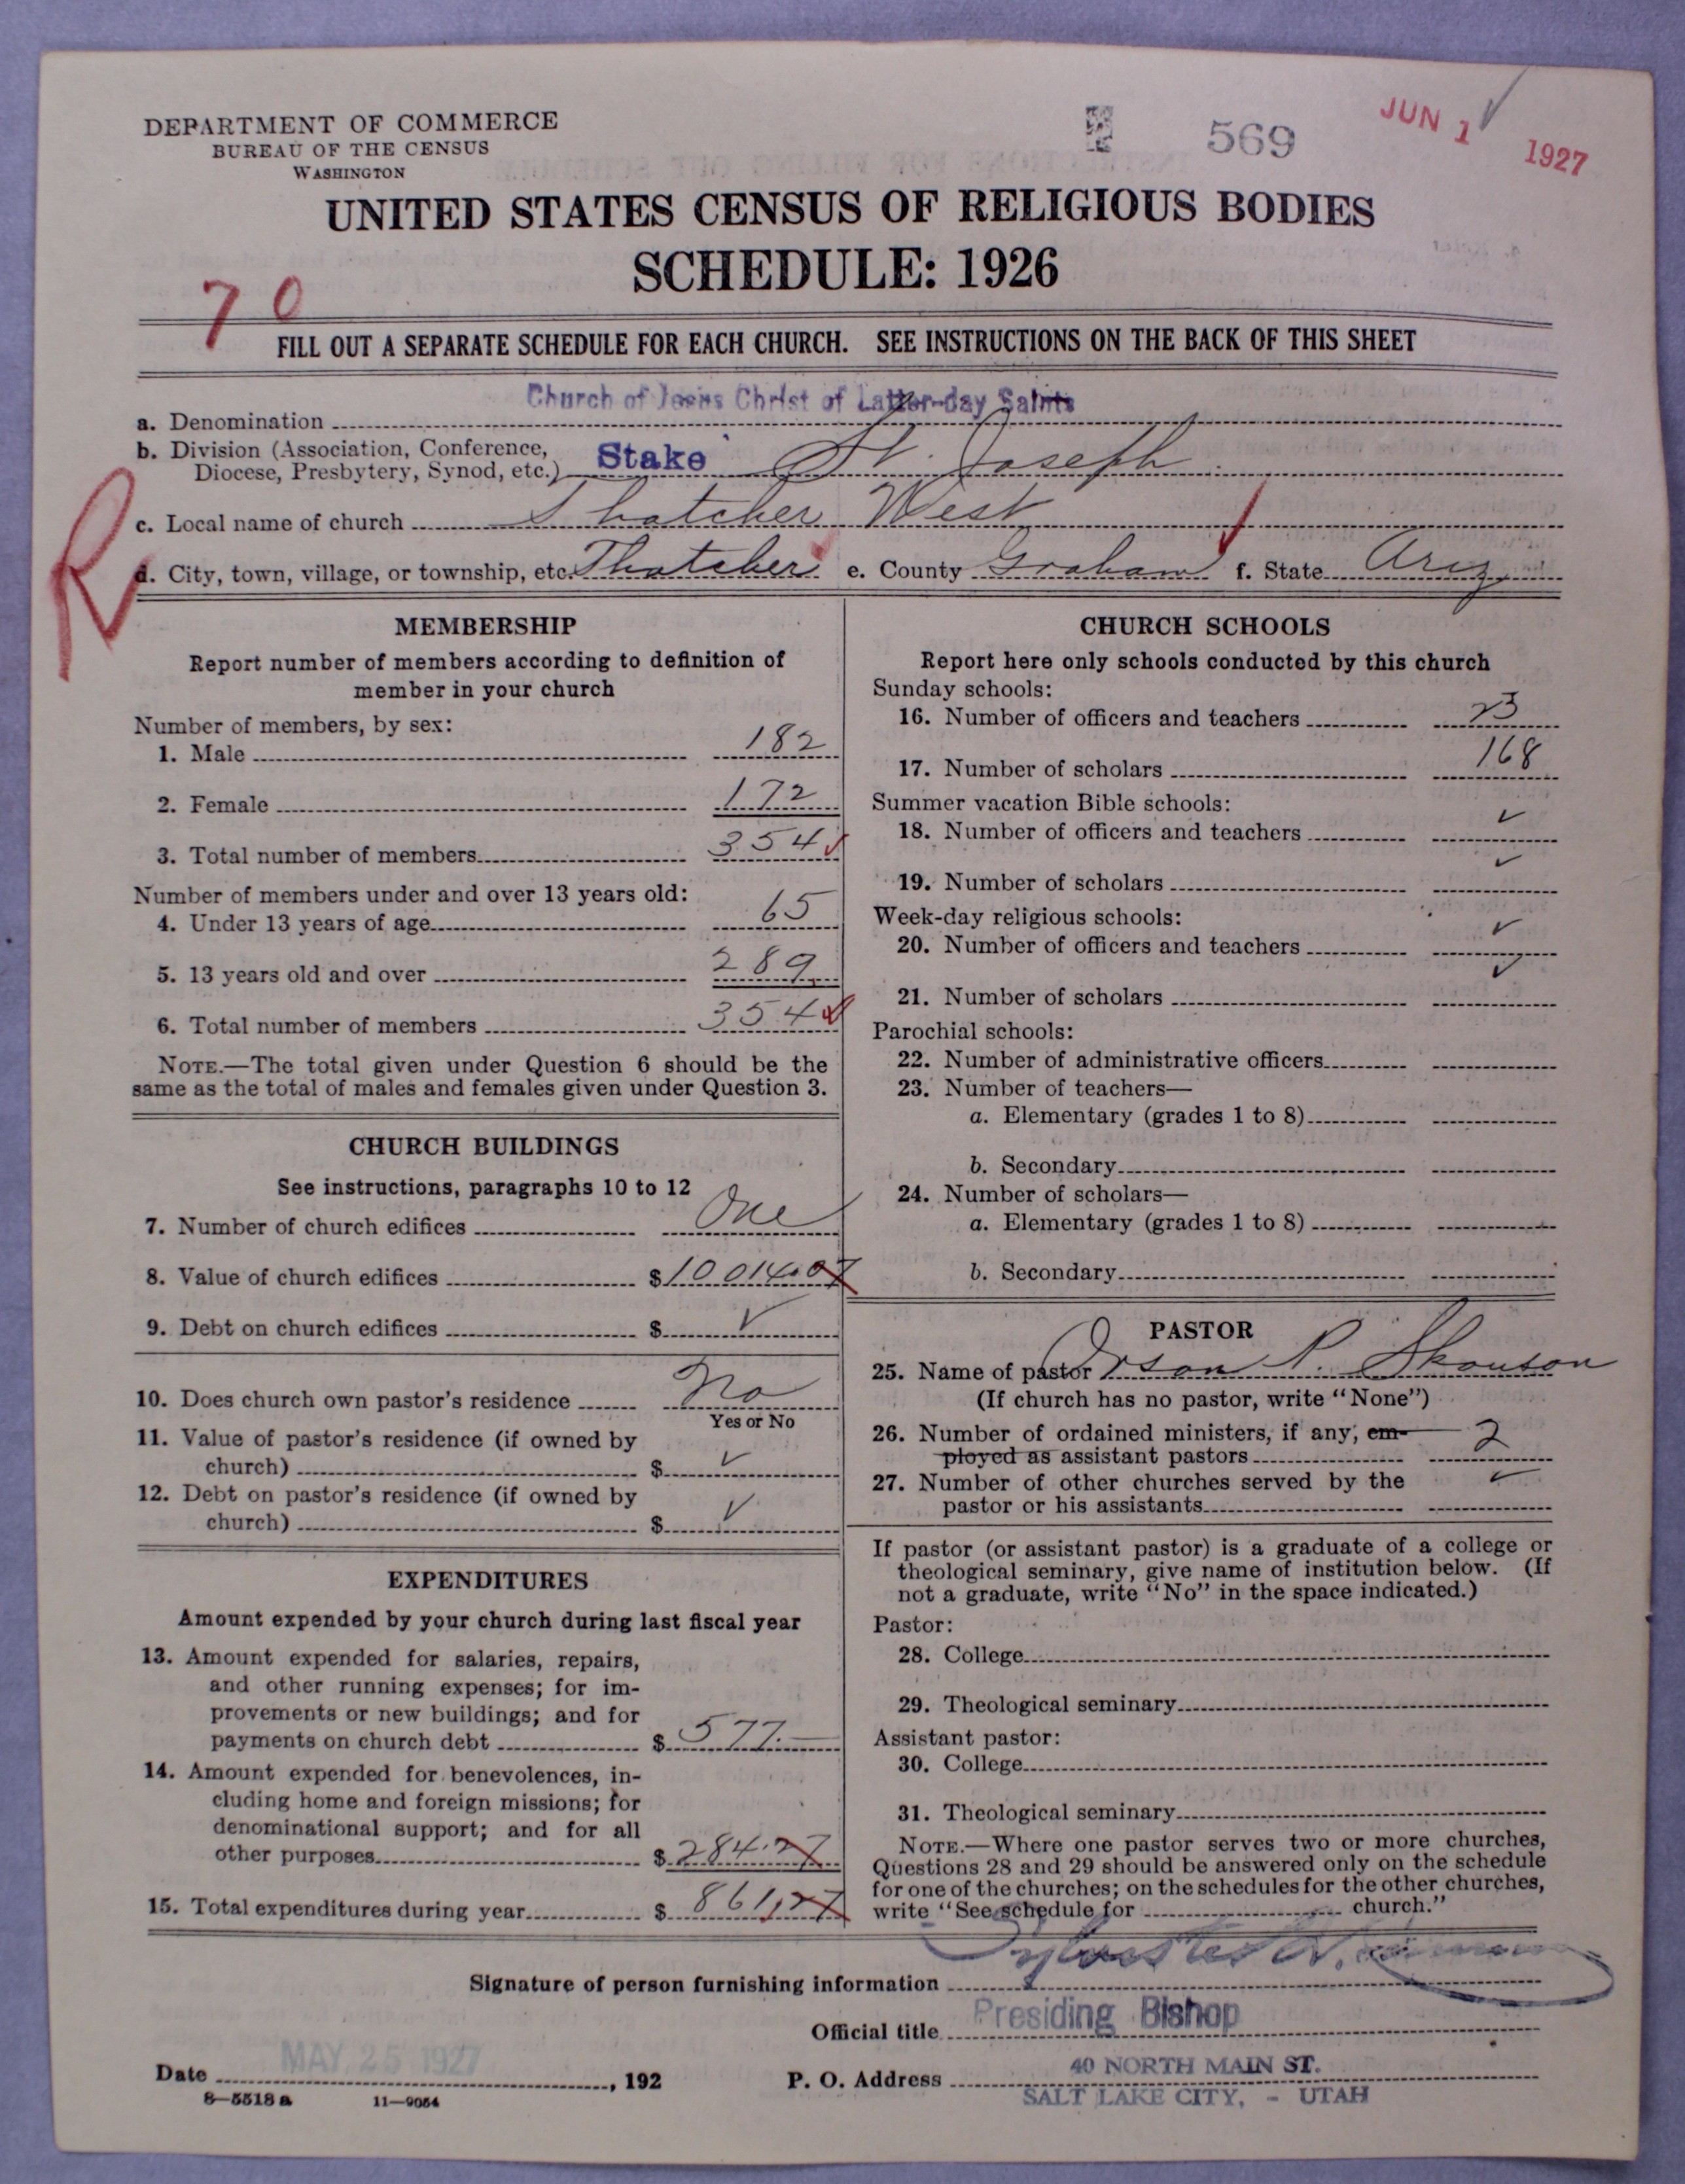 DEPARTMENT OF COMMERCE
BUREAU OF THE CENSUS
WASHINGTON
569
JUN 1 1927
UNITED STATES CENSUS OF RELIGIOUS BODIES
SCHEDULE: 1926
70
FILL OUT A SEPARATE SCHEDULE FOR EACH CHURCH. SEE INSTRUCTIONS ON THE BACK OF THIS SHEET
a. Denomination Church of Jesus Christ of Latter-day Saints
b. Division (Association, Conference,
Diocese, Presbytery, Synod, etc.) Stake St. Joseph
c. Local name of church Thatcher West
R
d. City, town, village, or township, etc. Thatcher e. County Graham f. State Ariz
MEMBERSHIP
Report number of members according to definition of
member in your church
Number of members, by sex:
1. Male 182
2. Female 172
3. Total number of members 354
Number of members under and over 13 years old:
4. Under 13 years of age 65
5. 13 years old and over 289
6. Total number of members 354
NOTE.—The total given under Question 6 should be the
same as the total of males and females given under Question 3.
CHURCH BUILDINGS
See instructions, paragraphs 10 to 12
7. Number of church edifices One
8. Value of church edifices $10014.07
9. Debt on church edifices $ ✓
10. Does church own pastor's residence No
Yes or No
11. Value of pastor's residence (if owned by
church) $ ✓
12. Debt on pastor's residence (if owned by
church) $ ✓
EXPENDITURES
Amount expended by your church during last fiscal year
13. Amount expended for salaries, repairs,
and other running expenses; for im-
provements or new buildings; and for
payments on church debt $ 577.—
14. Amount expended for benevolences, in-
cluding home and foreign missions; for
denominational support; and for all
other purposes $ 284.27
15. Total expenditures during year $ 861.27
CHURCH SCHOOLS
Report here only schools conducted by this church
Sunday schools:
16. Number of officers and teachers 23
17. Number of scholars 168
Summer vacation Bible schools:
18. Number of officers and teachers ✓
19. Number of scholars ✓
Week-day religious schools:
20. Number of officers and teachers ✓
21. Number of scholars ✓
Parochial schools:
22. Number of administrative officers
23. Number of teachers—
a. Elementary (grades 1 to 8)
b. Secondary
24. Number of scholars—
a. Elementary (grades 1 to 8)
b. Secondary
PASTOR
25. Name of pastor Orson P. Skouson
(If church has no pastor, write "None")
26. Number of ordained ministers, if any, em-
ployed as assistant pastors 2
27. Number of other churches served by the
pastor or his assistants ✓
If pastor (or assistant pastor) is a graduate of a college or
theological seminary, give name of institution below. (If
not a graduate, write "No" in the space indicated.)
Pastor:
28. College
29. Theological seminary
Assistant pastor:
30. College
31. Theological seminary
NOTE.—Where one pastor serves two or more churches,
Questions 28 and 29 should be answered only on the schedule
for one of the churches; on the schedules for the other churches,
write "See schedule for church."
Signature of person furnishing information Sylvester Q. Cannon
Official title Presiding Bishop
Date MAY 25 1927, 192
P. O. Address 40 NORTH MAIN ST.
SALT LAKE CITY, - UTAH
8—5518 a 11—9054